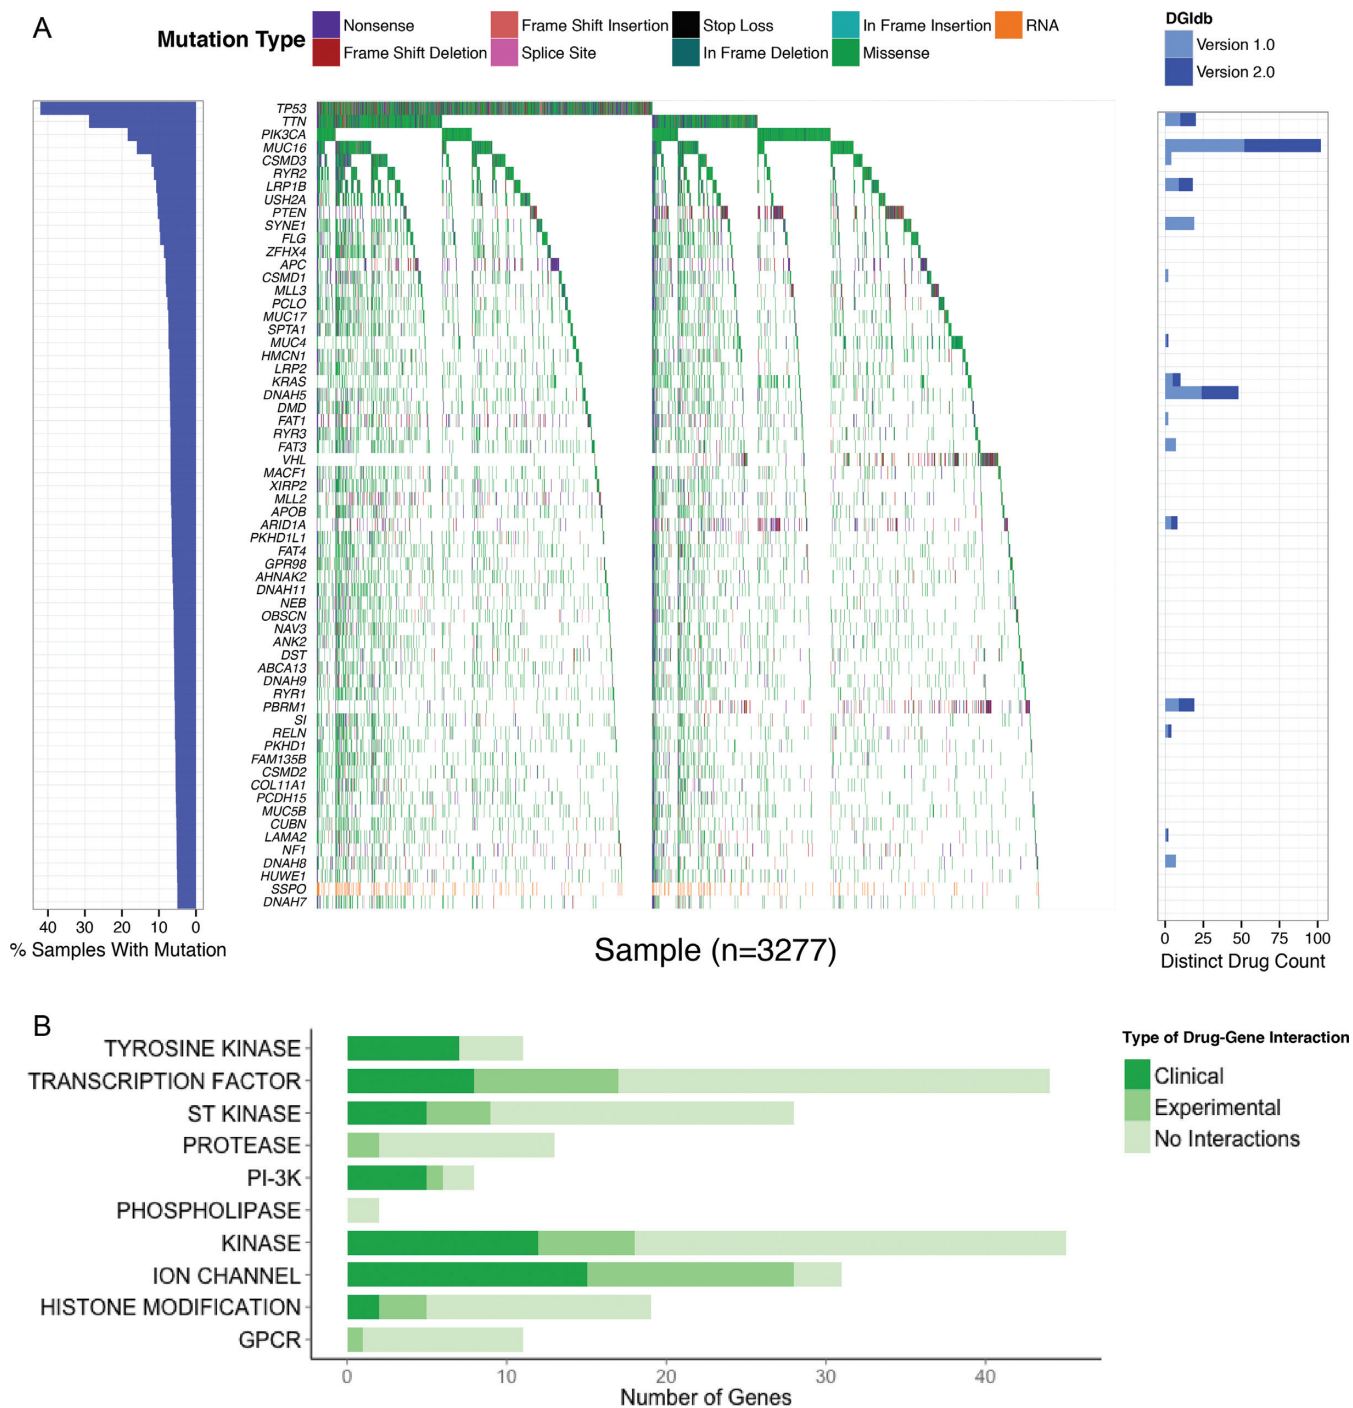 A
Mutation Type
Nonsense
Frame Shift Insertion
Stop Loss
In Frame Insertion
RNA
Frame Shift Deletion
Splice Site
In Frame Deletion
Missense
DGIdb
Version 1.0
Version 2.0
TP53
TTN
PIK3CA
MUC16
CSMD3
RYR2
LRP1B
USH2A
PTEN
SYNE1
FLG
ZFHX4
APC
CSMD1
MLL3
PCLO
MUC17
SPTA1
MUC4
HMCN1
LRP2
KRAS
DNAH5
DMD
FAT1
RYR3
FAT3
VHL
MACF1
XIRP2
MLL2
APOB
ARID1A
PKHD1L1
FAT4
GPR98
AHNAK2
DNAH11
NEB
OBSCN
NAV3
ANK2
DST
ABCA13
DNAH9
RYR1
PBRM1
SI
RELN
PKHD1
FAM135B
CSMD2
COL11A1
PCDH15
MUC5B
CUBN
LAMA2
NF1
DNAH8
HUWE1
SSPO
DNAH7
40 30 20 10 0
% Samples With Mutation
Sample (n=3277)
0 25 50 75 100
Distinct Drug Count
B
TYROSINE KINASE
TRANSCRIPTION FACTOR
ST KINASE
PROTEASE
PI-3K
PHOSPHOLIPASE
KINASE
ION CHANNEL
HISTONE MODIFICATION
GPCR
0 10 20 30 40
Number of Genes
Type of Drug-Gene Interaction
Clinical
Experimental
No Interactions